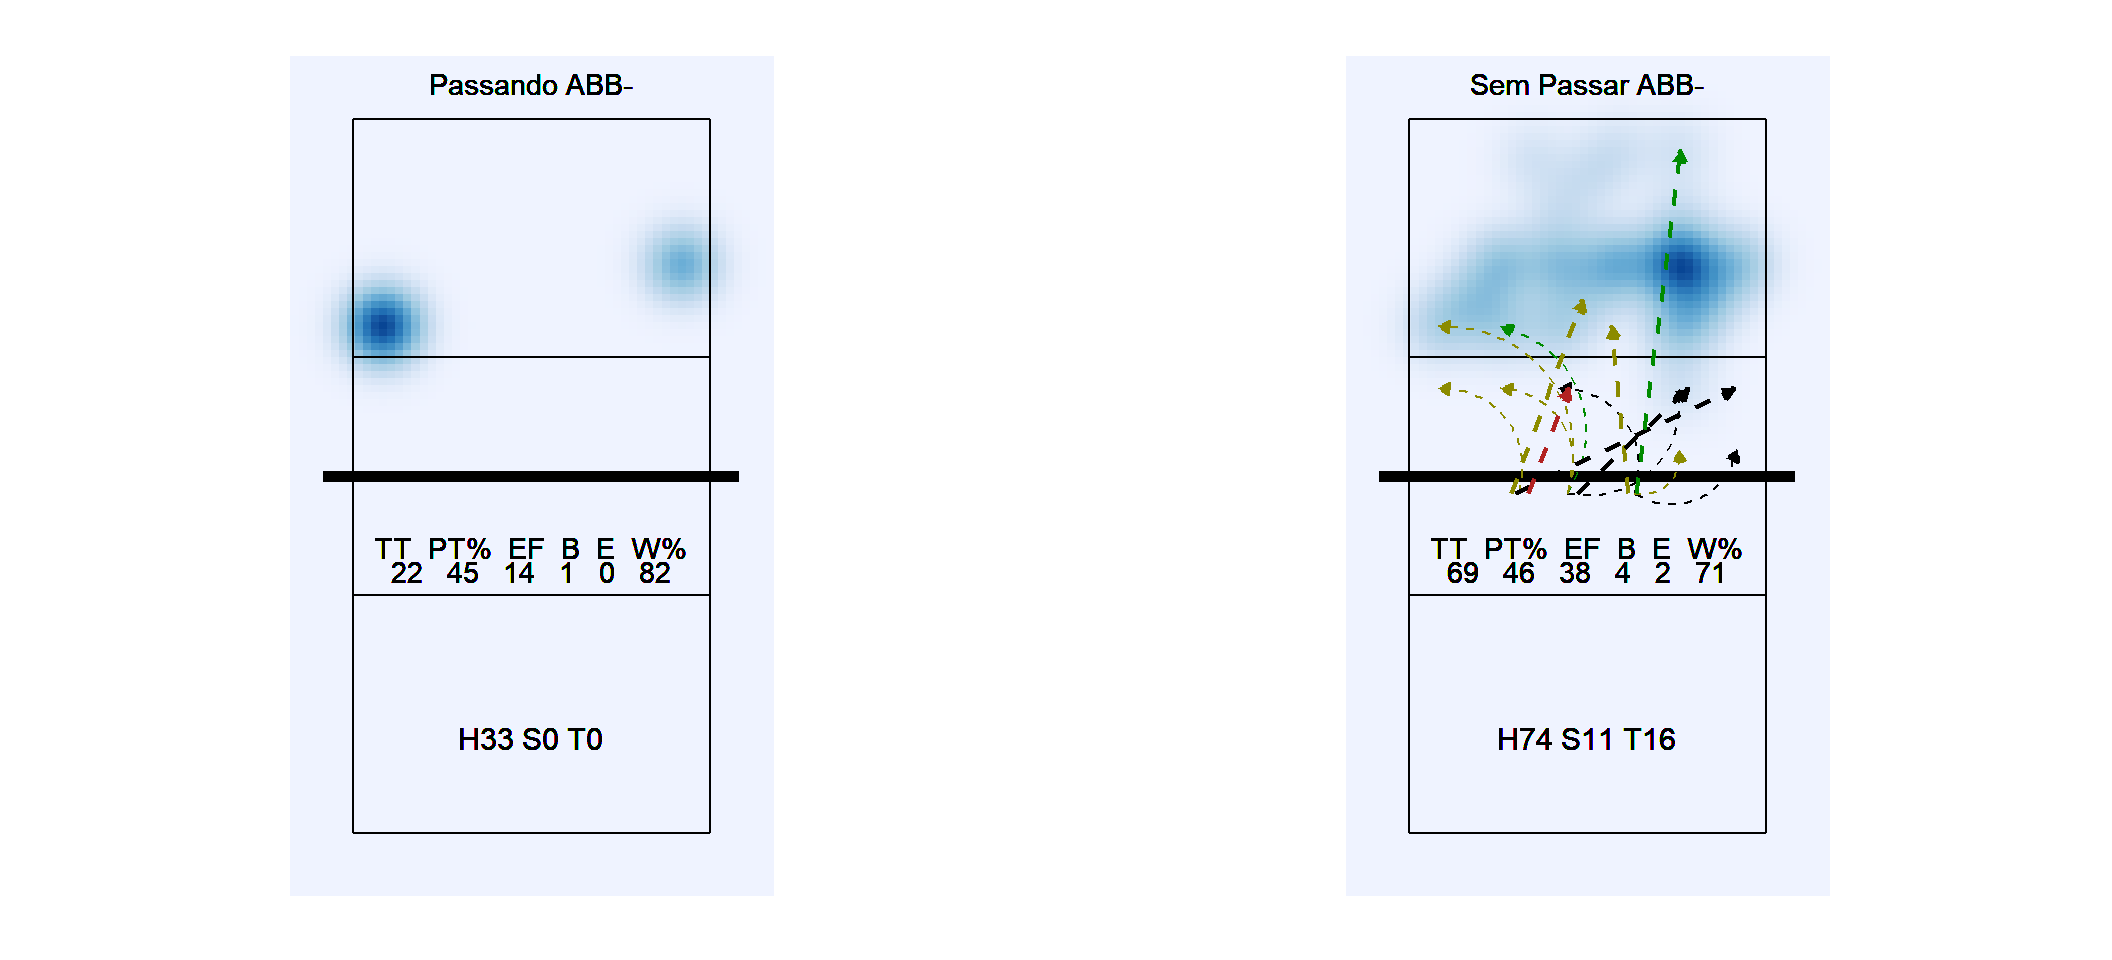 Passando ABB-
TT PT% EF B E W%
22 45 14 1 0 82
H33 S0 T0
Sem Passar ABB-
TT PT% EF B E W%
69 46 38 4 2 71
H74 S11 T16